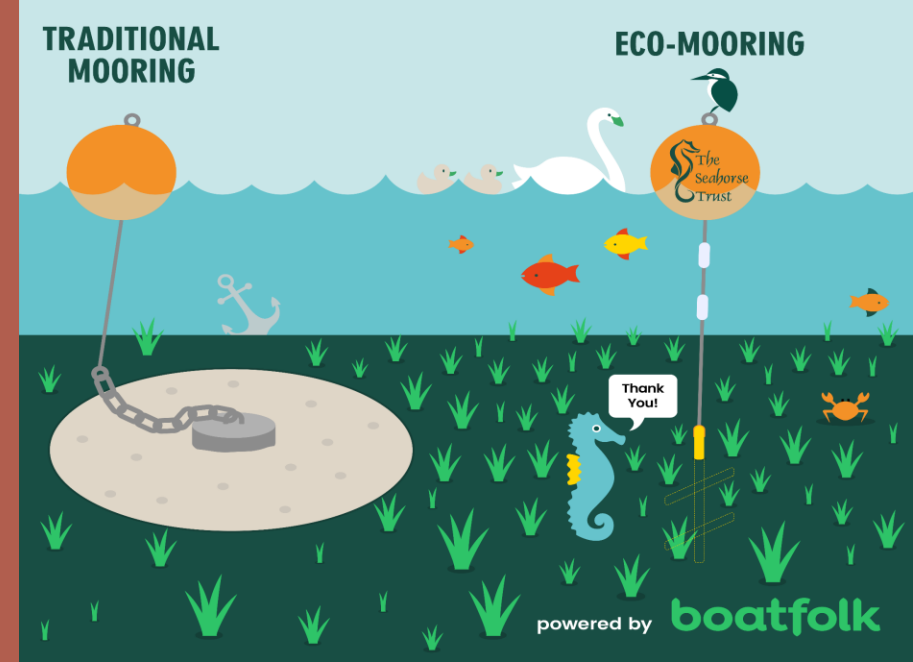 TRADITIONAL
MOORING
ECO-MOORING
The
Seahorse
Trust
Thank
You!
powered by boatfolk